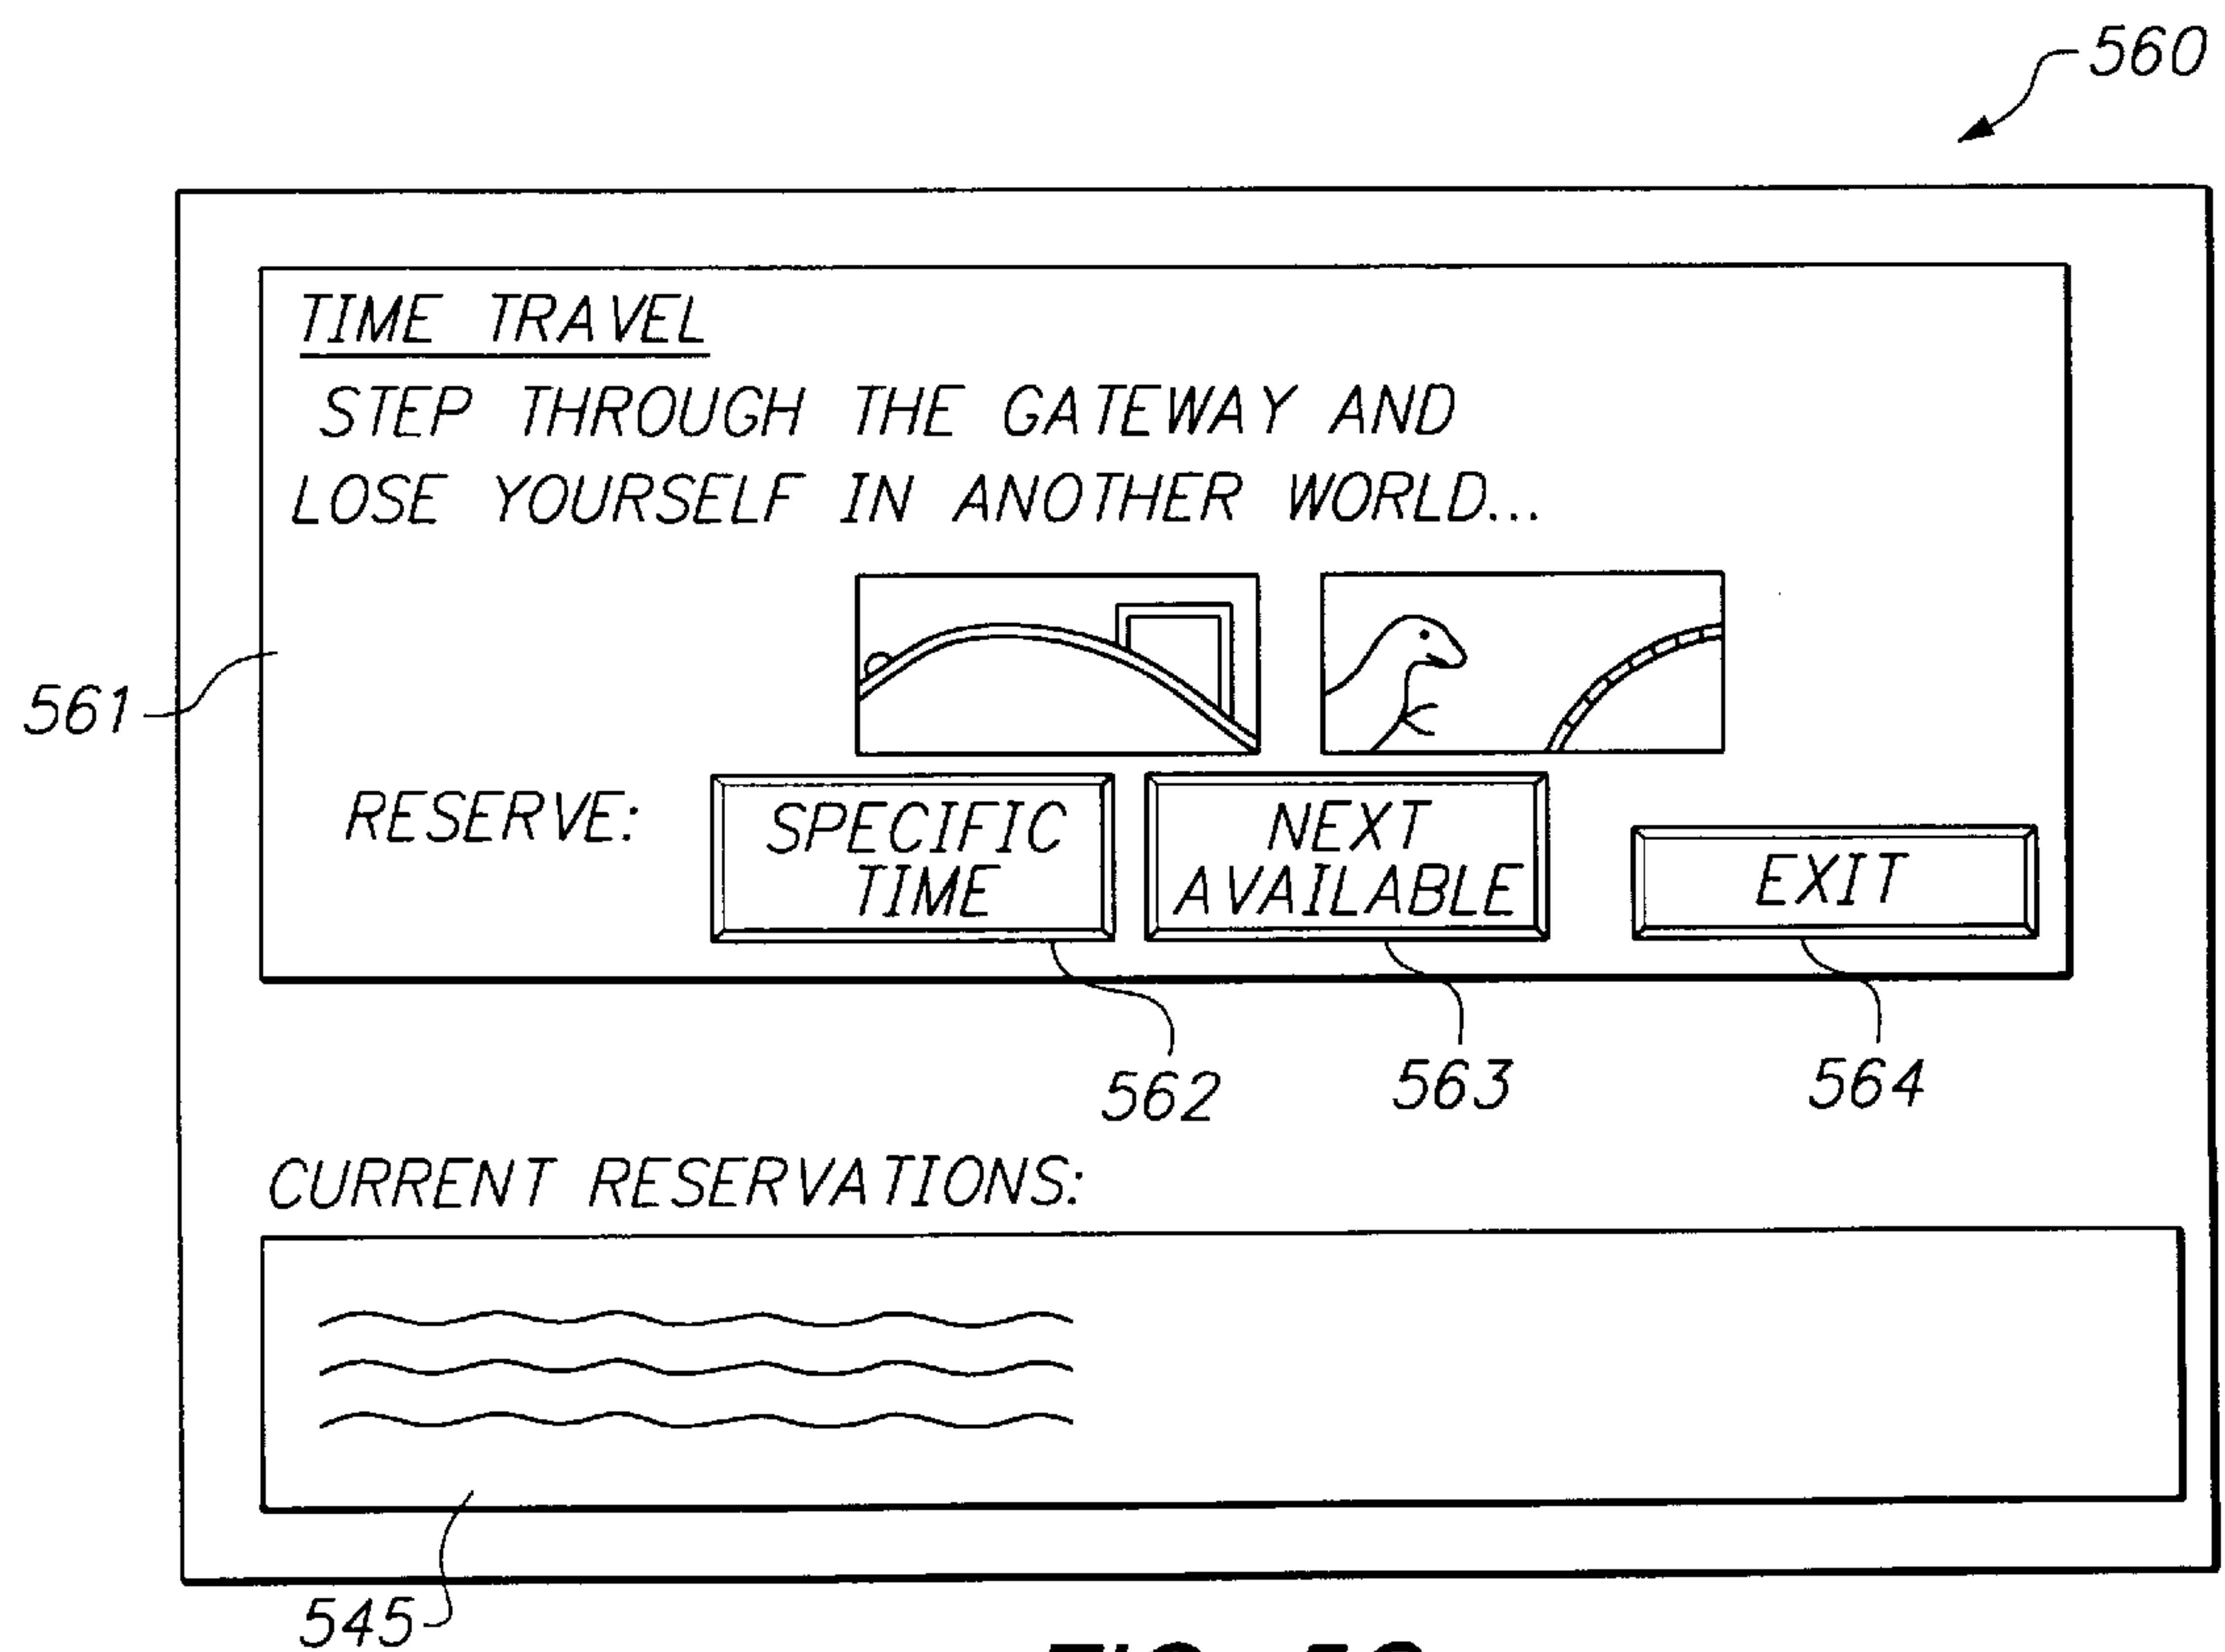 560
TIME TRAVEL
STEP THROUGH THE GATEWAY AND
LOSE YOURSELF IN ANOTHER WORLD...
561
RESERVE:
SPECIFIC
TIME
NEXT
AVAILABLE
EXIT
562
563
564
CURRENT RESERVATIONS:
545